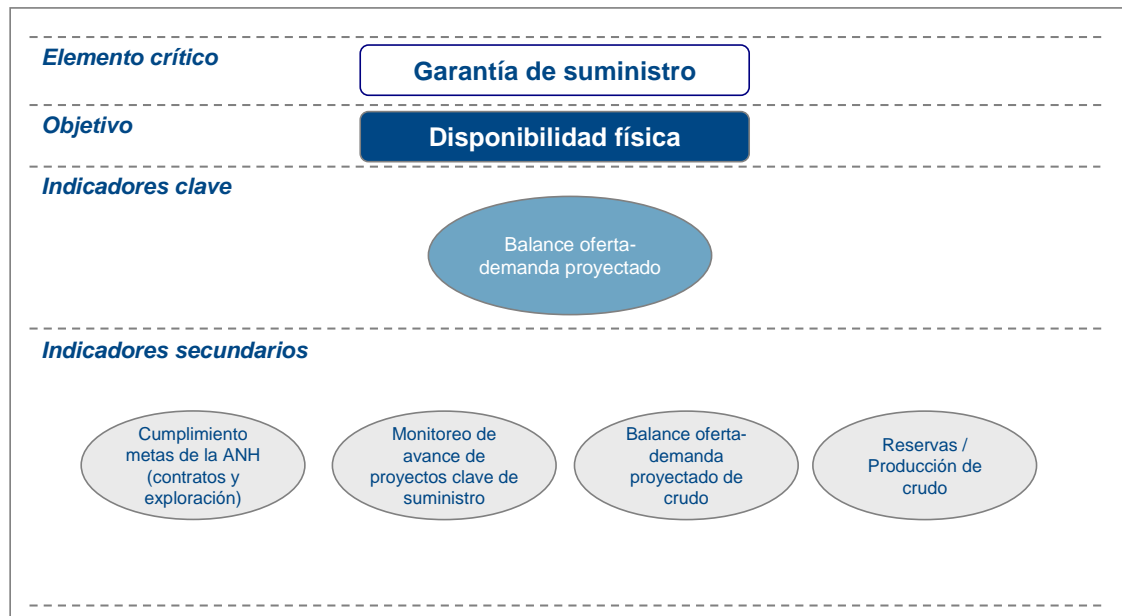 Elemento crítico
Garantía de suministro
Objetivo
Disponibilidad física
Indicadores clave
Balance oferta-
demanda proyectado
Indicadores secundarios
Cumplimiento
metas de la ANH
(contratos y
exploración)
Monitoreo de
avance de
proyectos clave de
suministro
Balance oferta-
demanda
proyectado de
crudo
Reservas /
Producción de
crudo